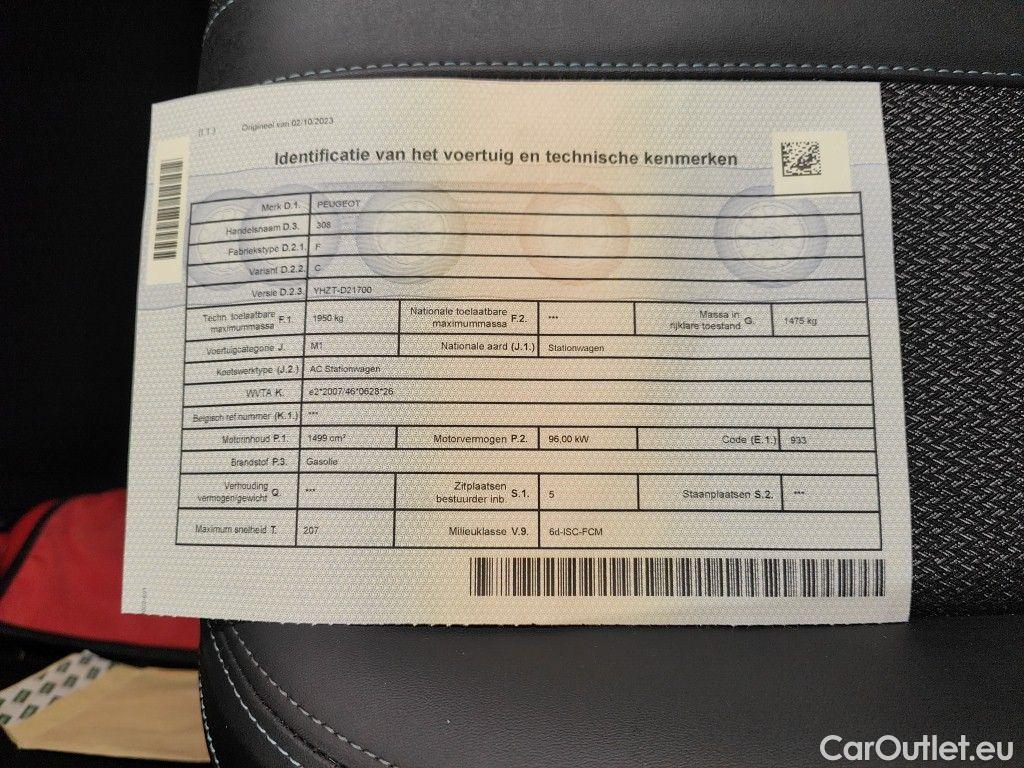 (I.T.) Origineel van 02/10/2023
Identificatie van het voertuig en technische kenmerken
Merk D.1. PEUGEOT
Handelsnaam D.3. 308
Fabriekstype D.2.1. F
Variant D.2.2. C
Versie D.2.3. YHZT-D21700
Techn. toelaatbare maximummassa F.1. 1950 kg Nationale toelaatbare maximummassa F.2. *** Massa in rijklare toestand G. 1475 kg
Voertuigcategorie J. M1 Nationale aard (J.1.) Stationwagen
Koetswerktype (J.2.) AC Stationwagen
WVTA K. e2*2007/46*0628*26
Belgisch ref.nummer (K.1.) ***
Motorinhoud P.1. 1499 cm³ Motorvermogen P.2. 96,00 kW Code (E.1.) 933
Brandstof P.3. Gasolie
Verhouding vermogen/gewicht Q. *** Zitplaatsen bestuurder inb. S.1. 5 Staanplaatsen S.2. ***
Maximum snelheid T. 207 Milieuklasse V.9. 6d-ISC-FCM
CarOutlet.eu